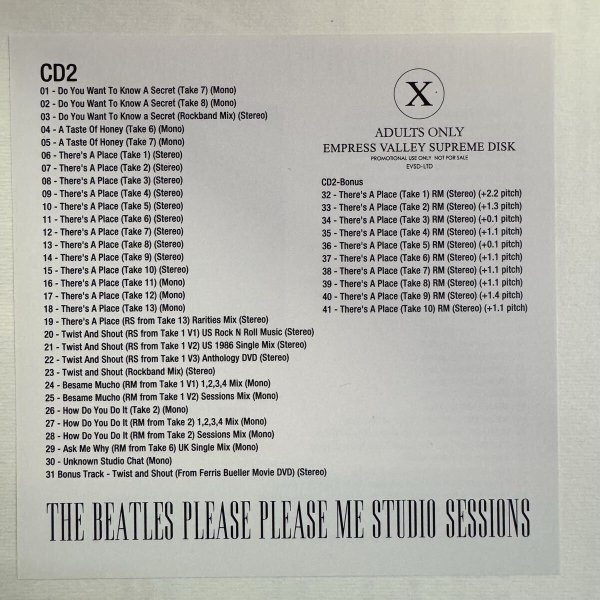 CD2
01 - Do You Want To Know A Secret (Take 7) (Mono)
02 - Do You Want To Know A Secret (Take 8) (Mono)
03 - Do You Want To Know a Secret (Rockband Mix) (Stereo)
04 - A Taste Of Honey (Take 6) (Mono)
05 - A Taste Of Honey (Take 7) (Mono)
06 - There's A Place (Take 1) (Stereo)
07 - There's A Place (Take 2) (Stereo)
08 - There's A Place (Take 3) (Stereo)
09 - There's A Place (Take 4) (Stereo)
10 - There's A Place (Take 5) (Stereo)
11 - There's A Place (Take 6) (Stereo)
12 - There's A Place (Take 7) (Stereo)
13 - There's A Place (Take 8) (Stereo)
14 - There's A Place (Take 9) (Stereo)
15 - There's A Place (Take 10) (Stereo)
16 - There's A Place (Take 11) (Mono)
17 - There's A Place (Take 12) (Mono)
18 - There's A Place (Take 13) (Mono)
19 - There's A Place (RS from Take 13) Rarities Mix (Stereo)
20 - Twist And Shout (RS from Take 1 V1) US Rock N Roll Music (Stereo)
21 - Twist And Shout (RS from Take 1 V2) US 1986 Single Mix (Stereo)
22 - Twist And Shout (RS from Take 1 V3) Anthology DVD (Stereo)
23 - Twist and Shout (Rockband Mix) (Stereo)
24 - Besame Mucho (RM from Take 1 V1) 1,2,3,4 Mix (Mono)
25 - Besame Mucho (RM from Take 1 V2) Sessions Mix (Mono)
26 - How Do You Do It (Take 2) (Mono)
27 - How Do You Do It (RM from Take 2) 1,2,3,4 Mix (Mono)
28 - How Do You Do It (RM from Take 2) Sessions Mix (Mono)
29 - Ask Me Why (RM from Take 6) UK Single Mix (Mono)
30 - Unknown Studio Chat (Mono)
31 Bonus Track - Twist and Shout (From Ferris Bueller Movie DVD) (Stereo)
X
ADULTS ONLY
EMPRESS VALLEY SUPREME DISK
PROMOTIONAL USE ONLY NOT FOR SALE
EVSD-LTD
CD2-Bonus
32 - There's A Place (Take 1) RM (Stereo) (+2.2 pitch)
33 - There's A Place (Take 2) RM (Stereo) (+1.3 pitch)
34 - There's A Place (Take 3) RM (Stereo) (+0.1 pitch)
35 - There's A Place (Take 4) RM (Stereo) (+1.1 pitch)
36 - There's A Place (Take 5) RM (Stereo) (+0.1 pitch)
37 - There's A Place (Take 6) RM (Stereo) (+1.1 pitch)
38 - There's A Place (Take 7) RM (Stereo) (+1.1 pitch)
39 - There's A Place (Take 8) RM (Stereo) (+1.1 pitch)
40 - There's A Place (Take 9) RM (Stereo) (+1.4 pitch)
41 - There's A Place (Take 10) RM (Stereo) (+1.1 pitch)
THE BEATLES PLEASE PLEASE ME STUDIO SESSIONS